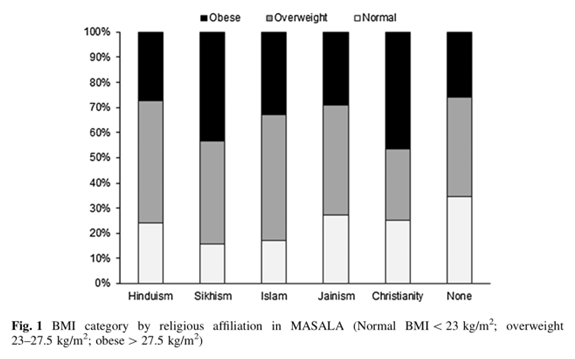 Obese Overweight Normal
100%
90%
80%
70%
60%
50%
40%
30%
20%
10%
0%
Hinduism Sikhism Islam Jainism Christianity None
Fig. 1 BMI category by religious affiliation in MASALA (Normal BMI < 23 kg/m²; overweight
23–27.5 kg/m²; obese > 27.5 kg/m²)